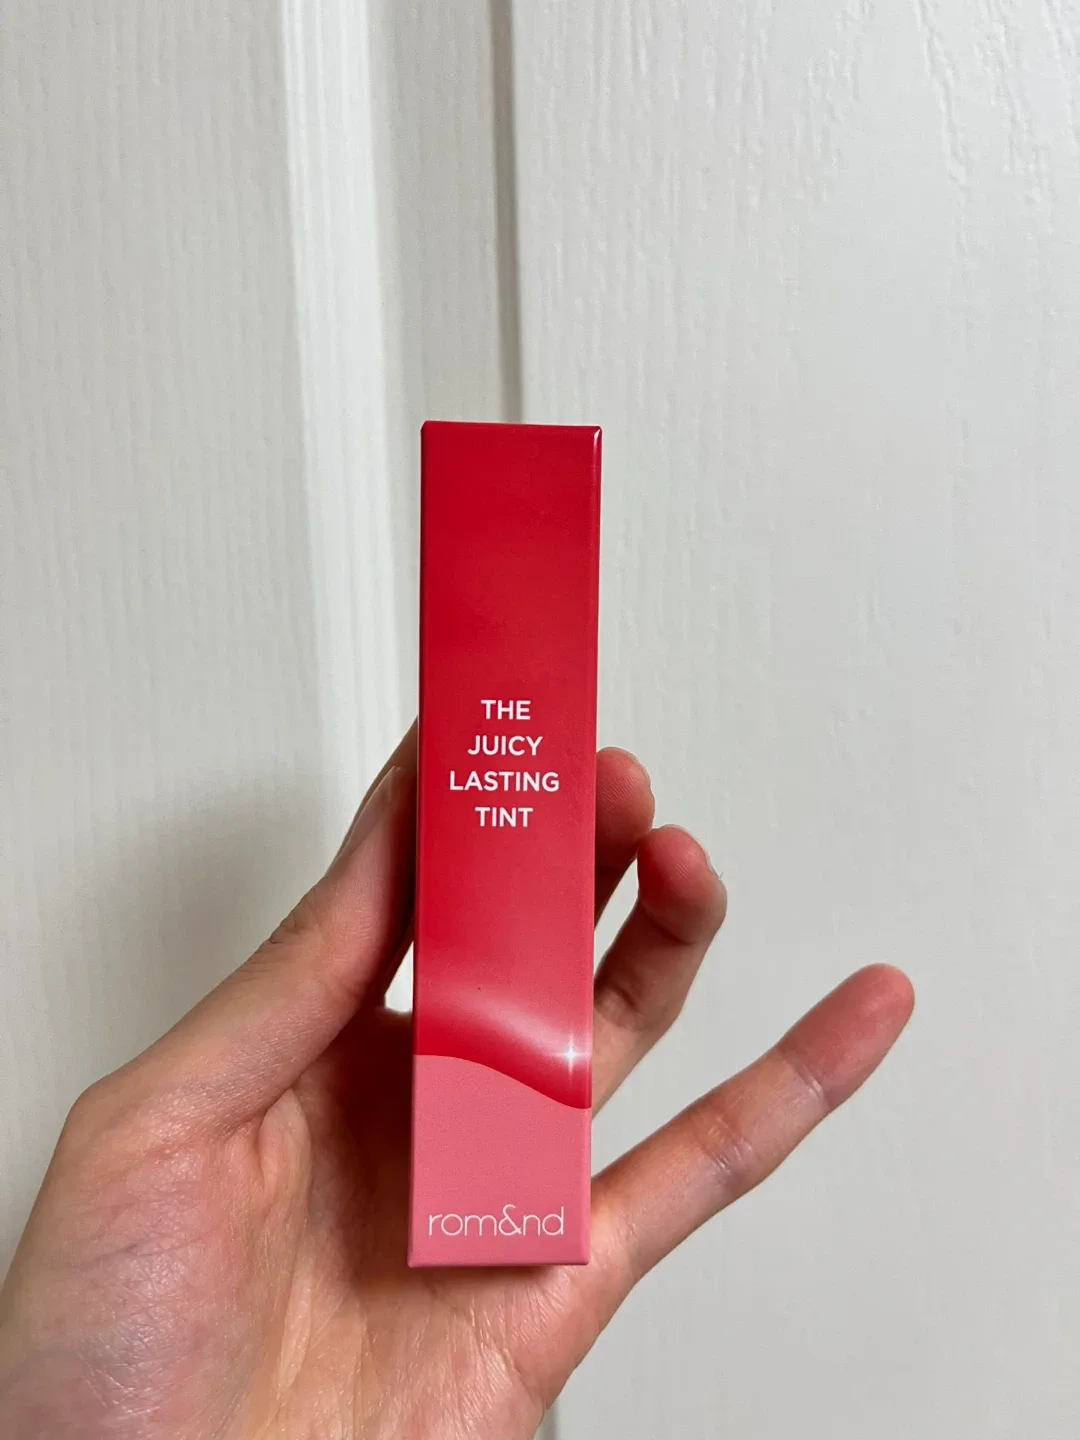 THE
JUICY
LASTING
TINT
rom&nd